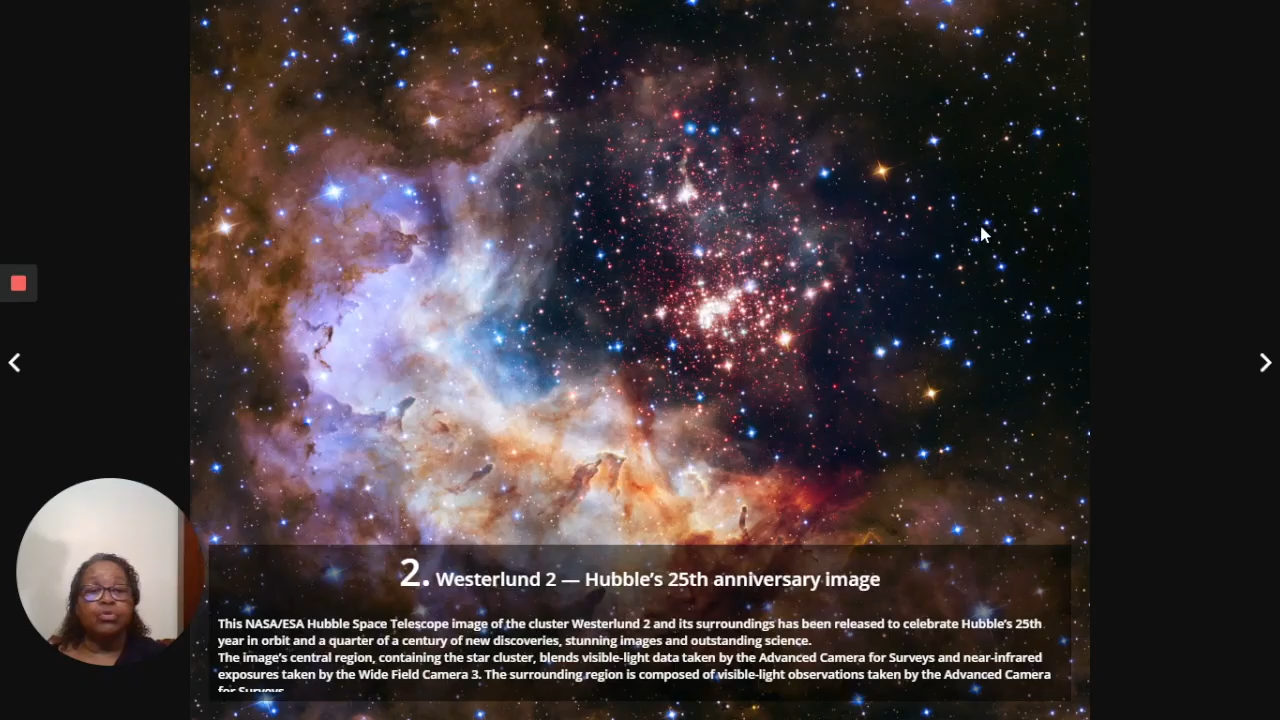 2. Westerlund 2 — Hubble's 25th anniversary image
This NASA/ESA Hubble Space Telescope image of the cluster Westerlund 2 and its surroundings has been released to celebrate Hubble's 25th
year in orbit and a quarter of a century of new discoveries, stunning images and outstanding science.
The image's central region, containing the star cluster, blends visible-light data taken by the Advanced Camera for Surveys and near-infrared
exposures taken by the Wide Field Camera 3. The surrounding region is composed of visible-light observations taken by the Advanced Camera
for Surveys.